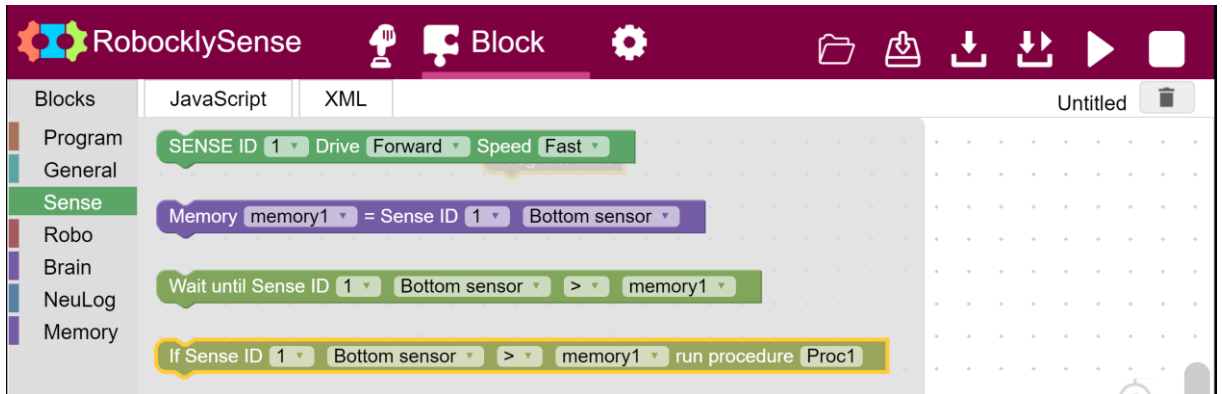 RobocklySense Block
Blocks JavaScript XML Untitled
Program
General
Sense
Robo
Brain
NeuLog
Memory
SENSE ID 1 Drive Forward Speed Fast
Memory memory1 = Sense ID 1 Bottom sensor
Wait until Sense ID 1 Bottom sensor > memory1
If Sense ID 1 Bottom sensor > memory1 run procedure Proc1